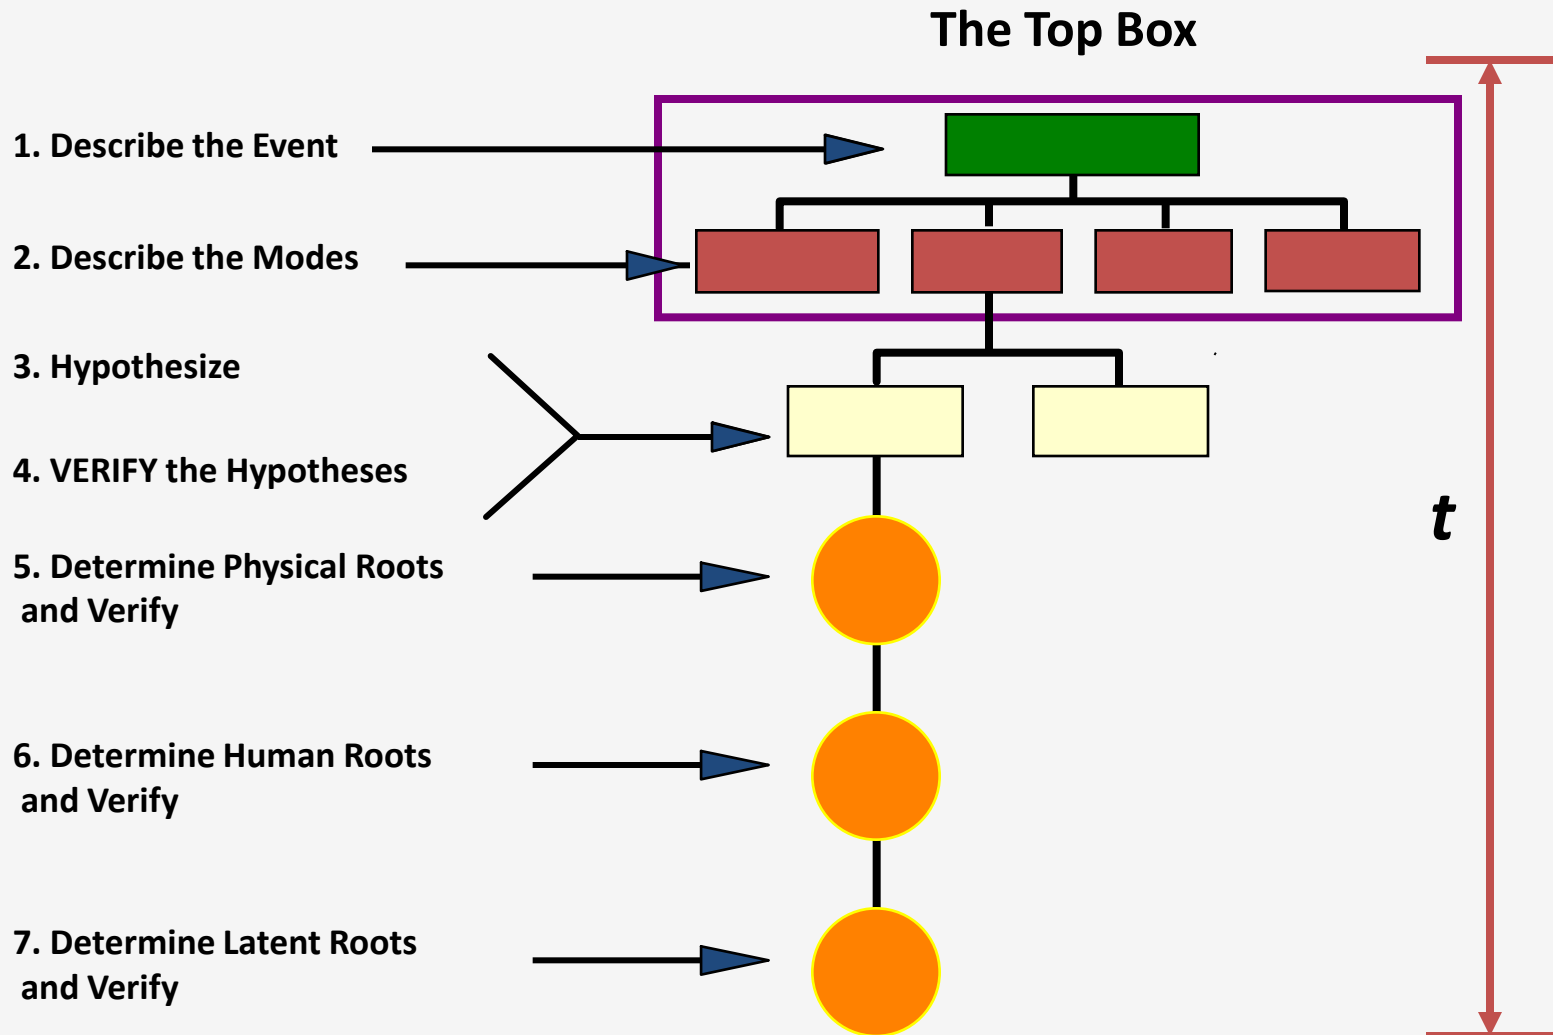 The Top Box
1. Describe the Event
2. Describe the Modes
3. Hypothesize
4. VERIFY the Hypotheses
t
5. Determine Physical Roots
and Verify
6. Determine Human Roots
and Verify
7. Determine Latent Roots
and Verify